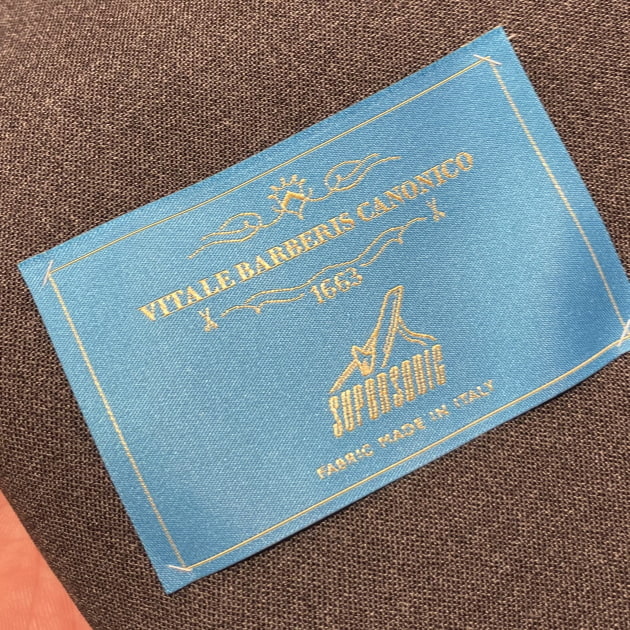 VITALE BARBERIS CANONICO
1663
SUPERSONIC
FABRIC MADE IN ITALY